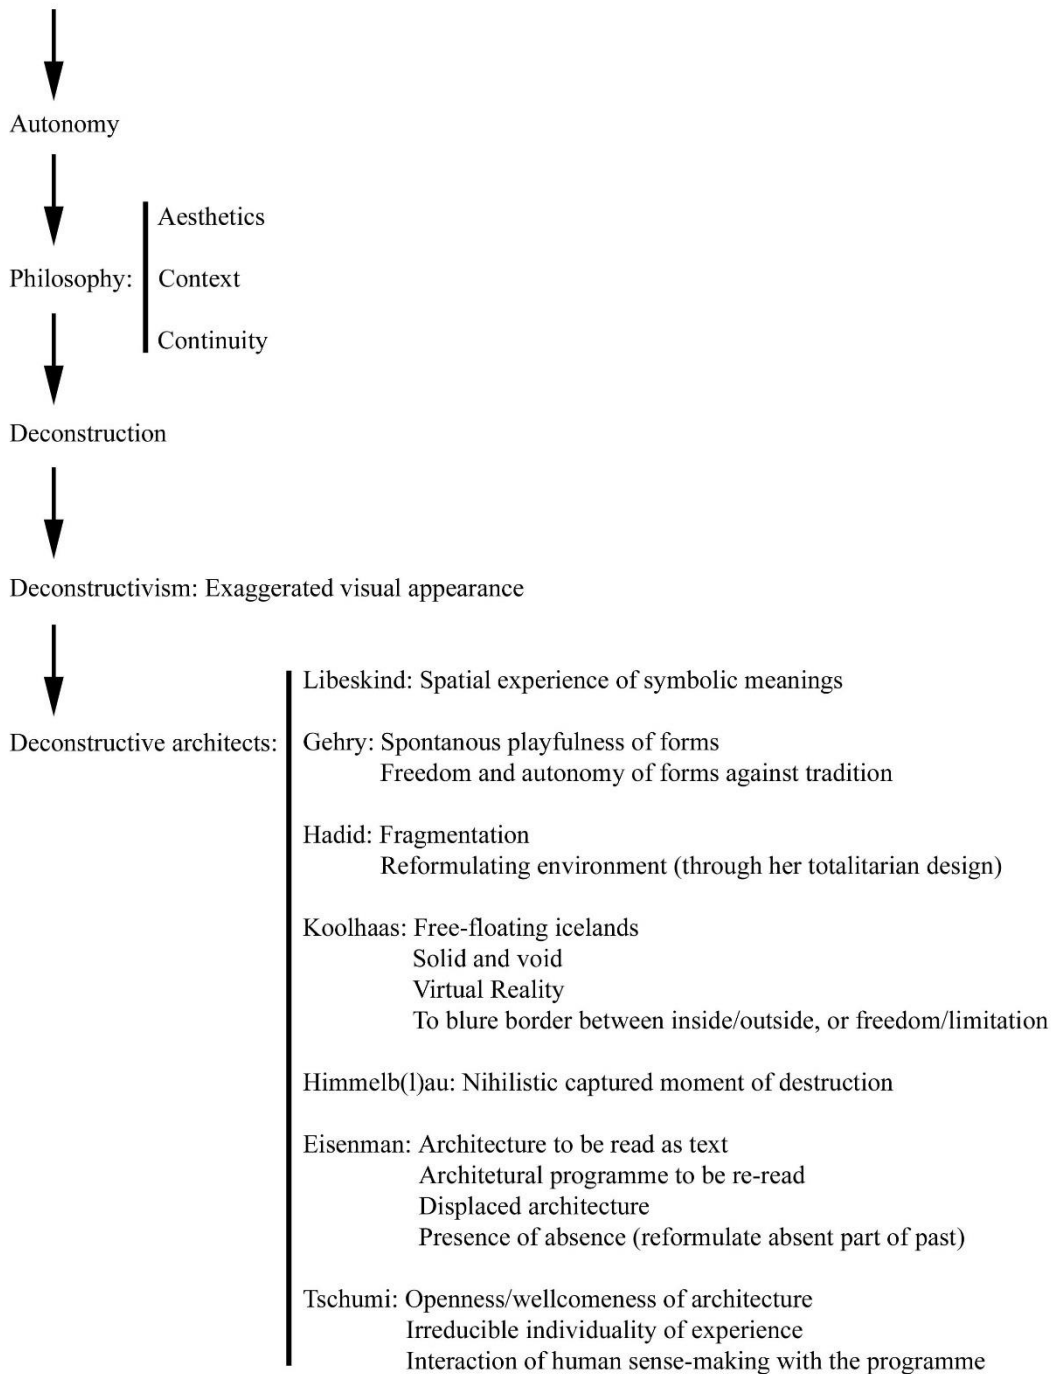 Autonomy
Aesthetics
Philosophy: Context
Continuity
Deconstruction
Deconstructivism: Exaggerated visual appearance
Libeskind: Spatial experience of symbolic meanings
Deconstructive architects: Gehry: Spontanous playfulness of forms
Freedom and autonomy of forms against tradition
Hadid: Fragmentation
Reformulating environment (through her totalitarian design)
Koolhaas: Free-floating icelands
Solid and void
Virtual Reality
To blure border between inside/outside, or freedom/limitation
Himmelb(l)au: Nihilistic captured moment of destruction
Eisenman: Architecture to be read as text
Architetural programme to be re-read
Displaced architecture
Presence of absence (reformulate absent part of past)
Tschumi: Openness/wellcomeness of architecture
Irreducible individuality of experience
Interaction of human sense-making with the programme